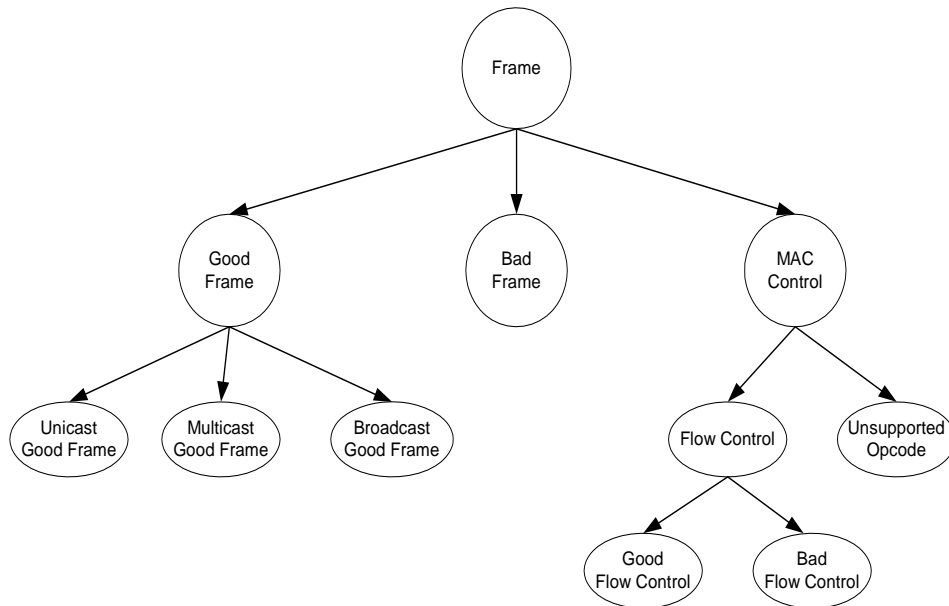 Frame
Good
Frame
Bad
Frame
MAC
Control
Unicast
Good Frame
Multicast
Good Frame
Broadcast
Good Frame
Flow Control
Unsupported
Opcode
Good
Flow Control
Bad
Flow Control